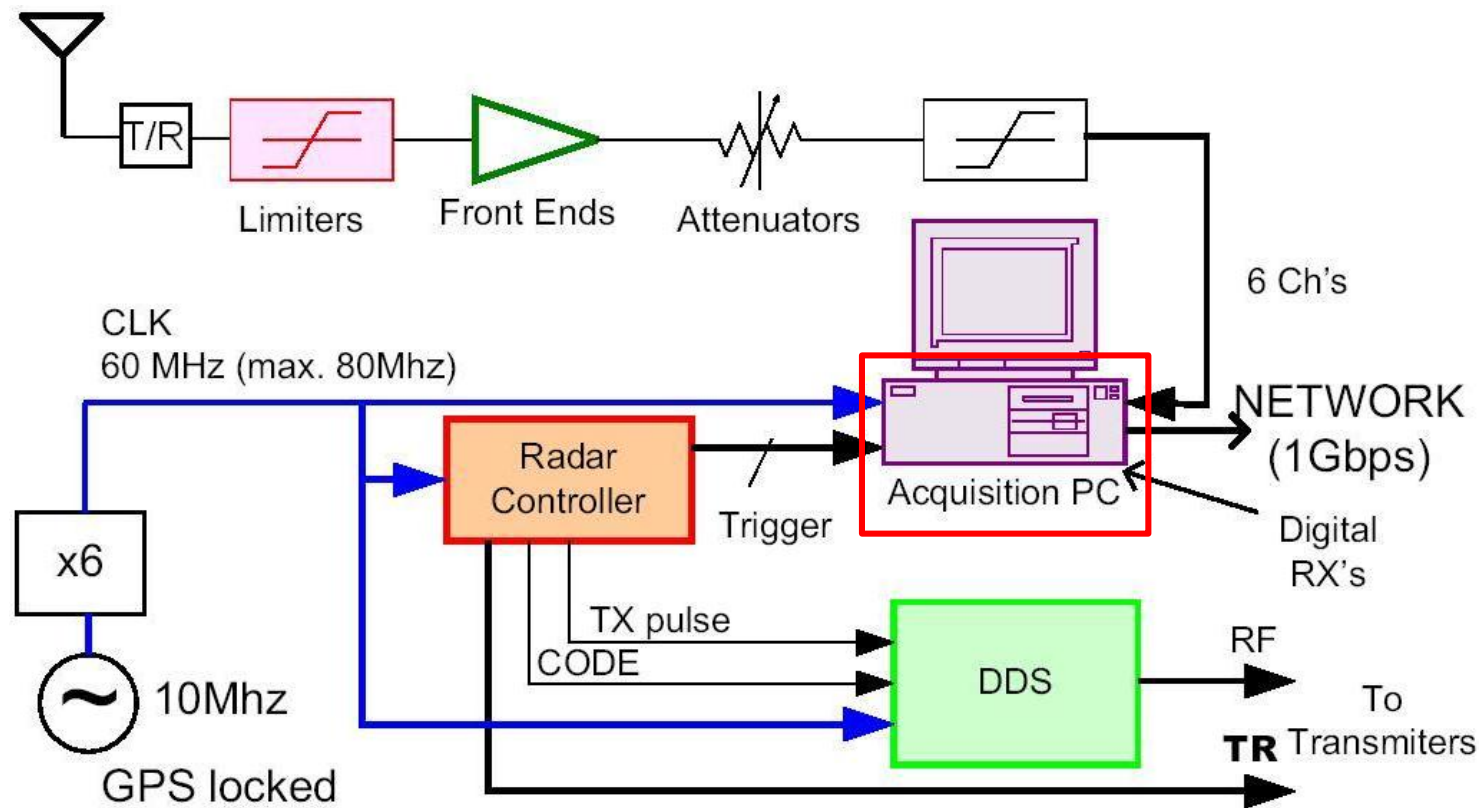 T/R
Limiters
Front Ends
Attenuators
6 Ch's
CLK
60 MHz (max. 80Mhz)
NETWORK
(1Gbps)
Radar
Controller
Trigger
Acquisition PC
Digital
RX's
x6
TX pulse
CODE
DDS
RF
~
10Mhz
To
TR Transmiters
GPS locked